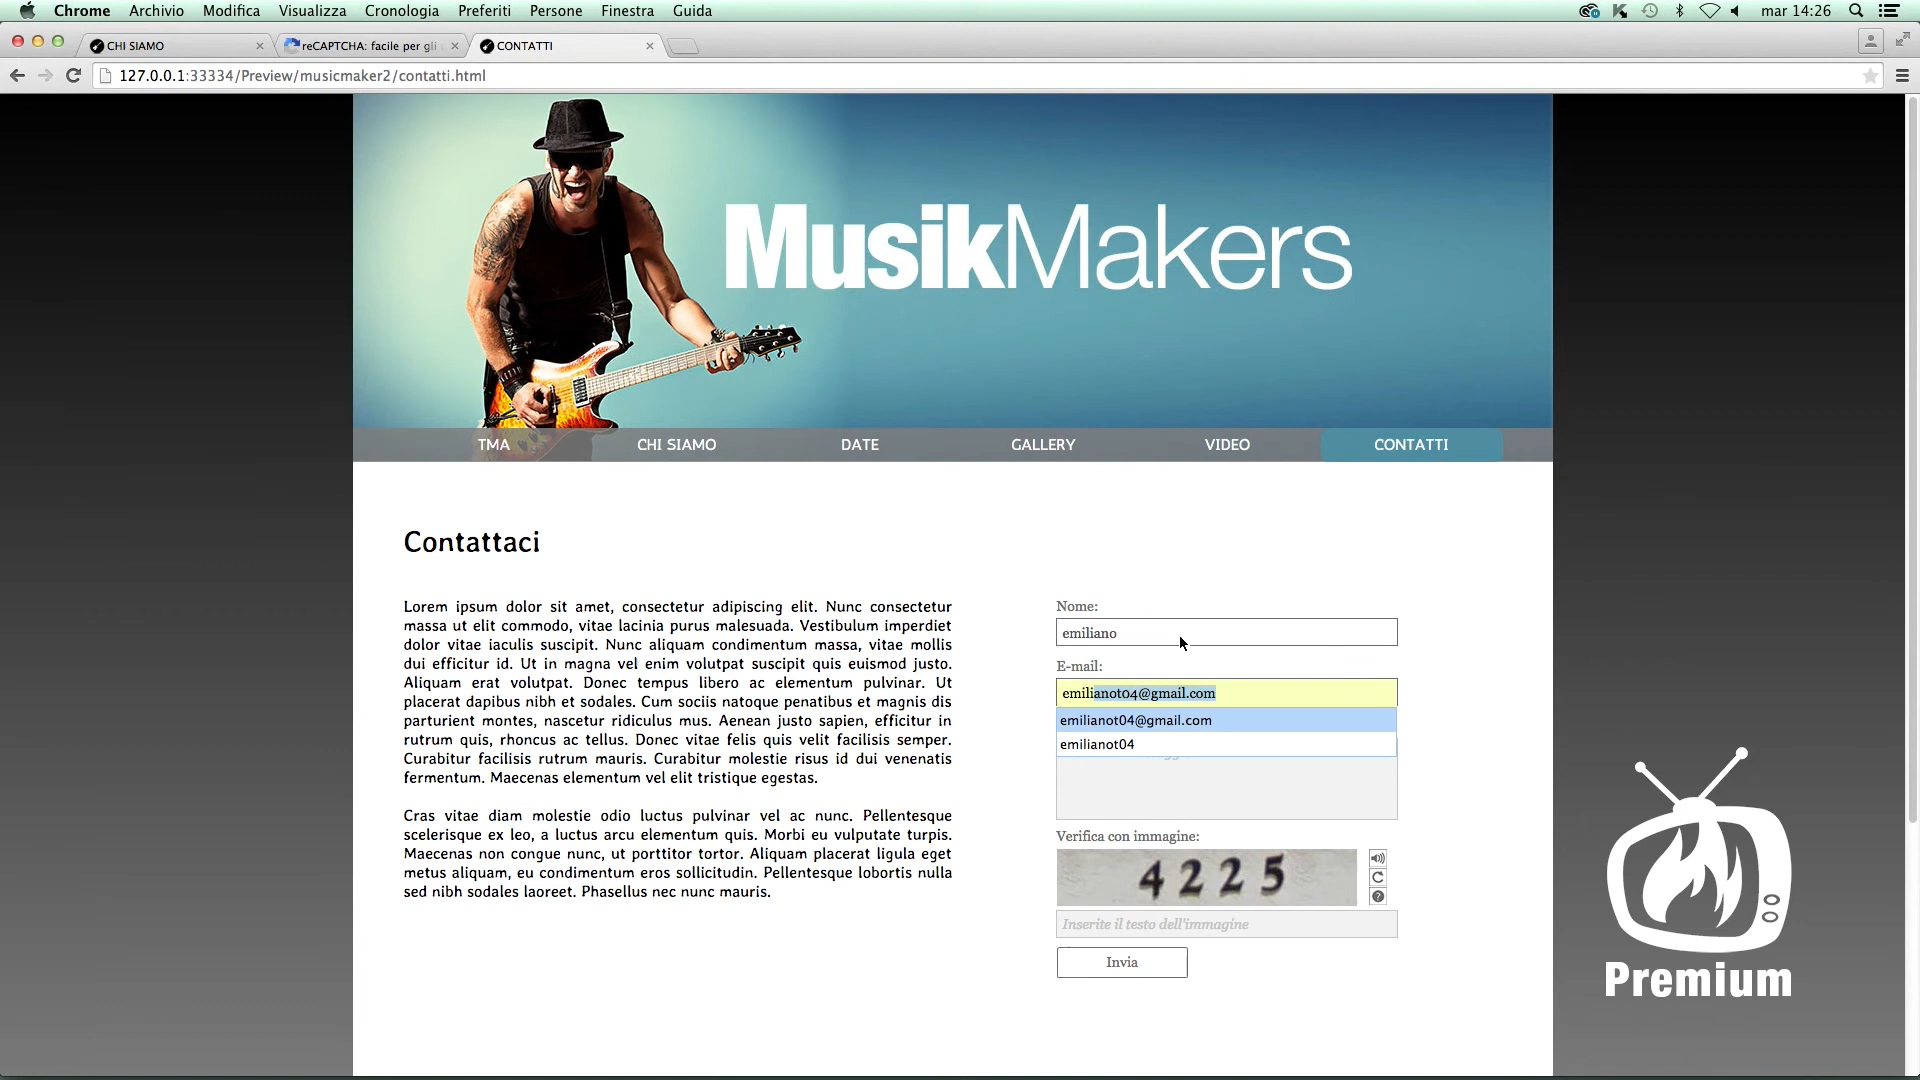 Chrome Archivio Modifica Visualizza Cronologia Preferiti Persone Finestra Guida mar 14:26
CHI SIAMO
reCAPTCHA: facile per gli
CONTATTI
127.0.0.1:33334/Preview/musicmaker2/contatti.html
MusikMakers
TMA CHI SIAMO DATE GALLERY VIDEO CONTATTI
Contattaci
Lorem ipsum dolor sit amet, consectetur adipiscing elit. Nunc consectetur
massa ut elit commodo, vitae lacinia purus malesuada. Vestibulum imperdiet
dolor vitae iaculis suscipit. Nunc aliquam condimentum massa, vitae mollis
dui efficitur id. Ut in magna vel enim volutpat suscipit quis euismod justo.
Aliquam erat volutpat. Donec tempus libero ac elementum pulvinar. Ut
placerat dapibus nibh et sodales. Cum sociis natoque penatibus et magnis dis
parturient montes, nascetur ridiculus mus. Aenean justo sapien, efficitur in
rutrum quis, rhoncus ac tellus. Donec vitae felis quis velit facilisis semper.
Curabitur facilisis rutrum mauris. Curabitur molestie risus id dui venenatis
fermentum. Maecenas elementum vel elit tristique egestas.
Cras vitae diam molestie odio luctus pulvinar vel ac nunc. Pellentesque
scelerisque ex leo, a luctus arcu elementum quis. Morbi eu vulputate turpis.
Maecenas non congue nunc, ut porttitor tortor. Aliquam placerat ligula eget
metus aliquam, eu condimentum eros sollicitudin. Pellentesque lobortis nulla
sed nibh sodales laoreet. Phasellus nec nunc mauris.
Nome:
emiliano
E-mail:
emilianot04@gmail.com
emilianot04@gmail.com
emilianot04
Verifica con immagine:
4225
Inserite il testo dell'immagine
Invia
Premium